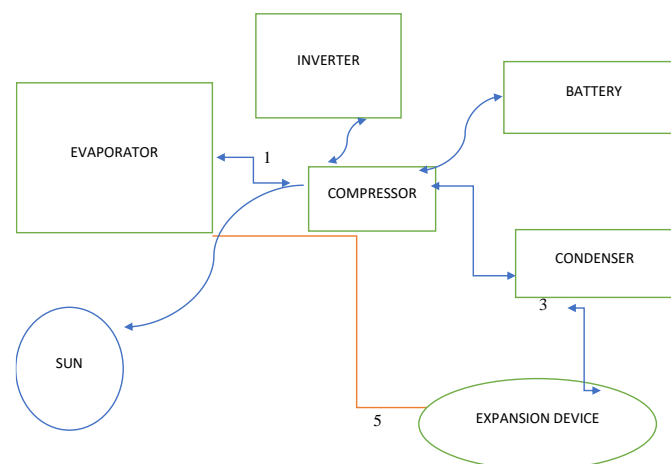 INVERTER
BATTERY
EVAPORATOR
1
COMPRESSOR
CONDENSER
3
SUN
5
EXPANSION DEVICE